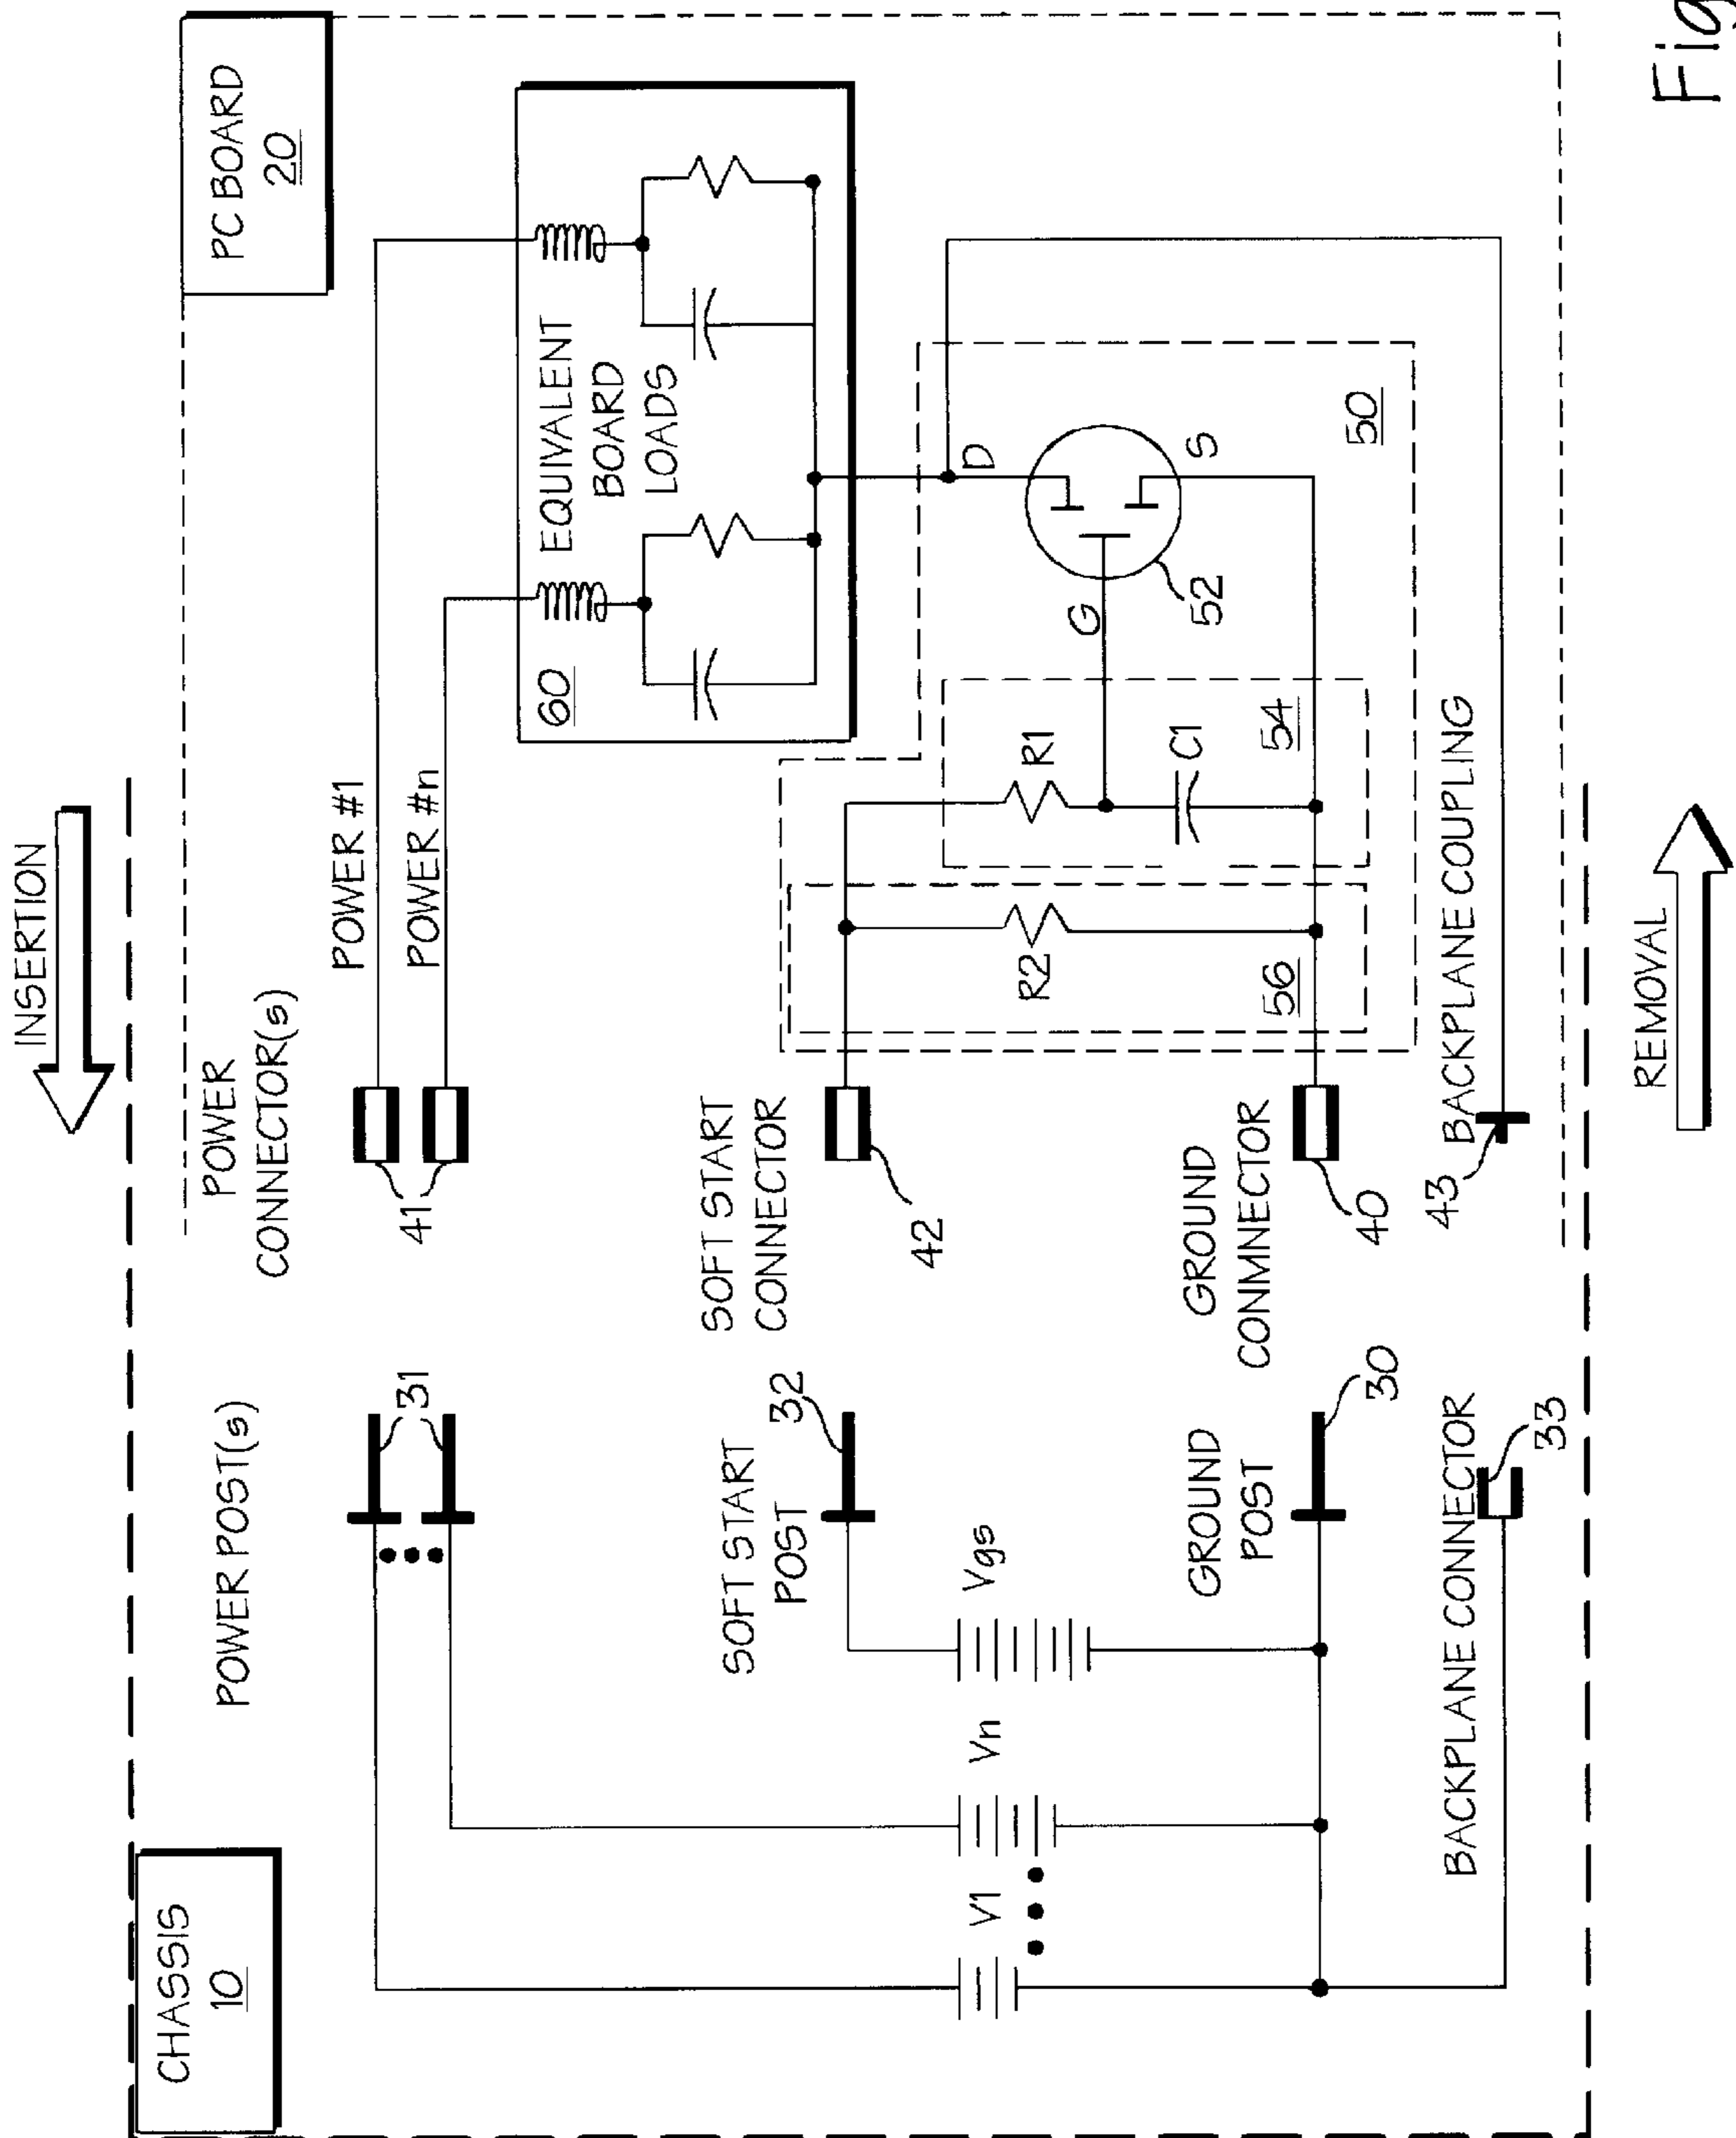 INSERTION
CHASSIS
10
PC BOARD
20
POWER POST(s)
31
POWER
CONNECTOR(s)
41
POWER #1
POWER #n
60
EQUIVALENT
BOARD
LOADS
SOFT START
POST
32
SOFT START
CONNECTOR
42
V1
Vn
Vgs
R2
56
R1
C1
54
G
D
S
52
50
GROUND
POST
30
GROUND
CONMNECTOR
40
BACKPLANE CONNECTOR
33
BACKPLANE COUPLING
43
REMOVAL
Fig